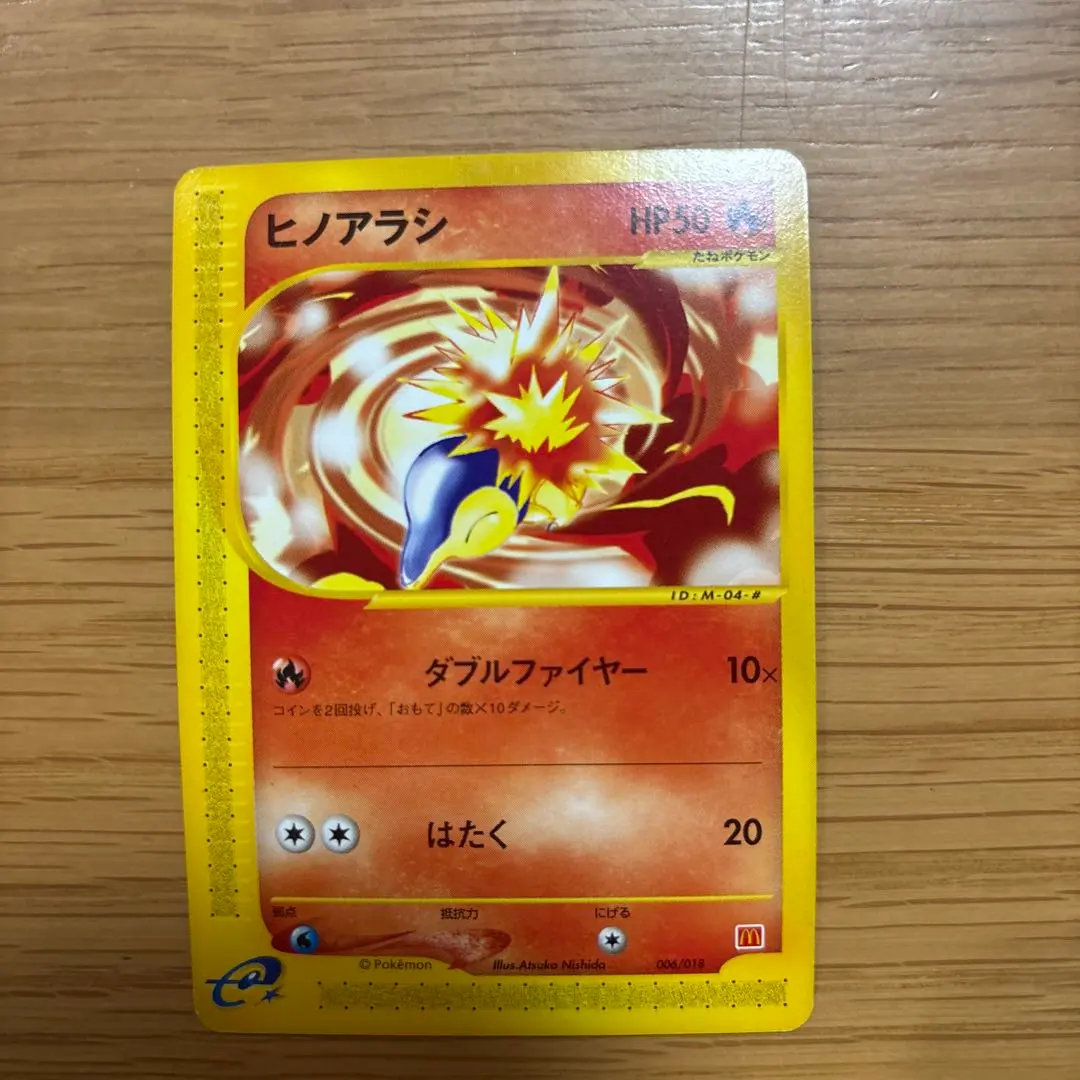 ヒノアラシ HP50
たねポケモン
ID: M-04-#
ダブルファイヤー 10×
コインを2回投げ、「おもて」の数×10ダメージ。
はたく 20
弱点 抵抗力 にげる
© Pokémon Illus. Atsuko Nishida 006/018
e